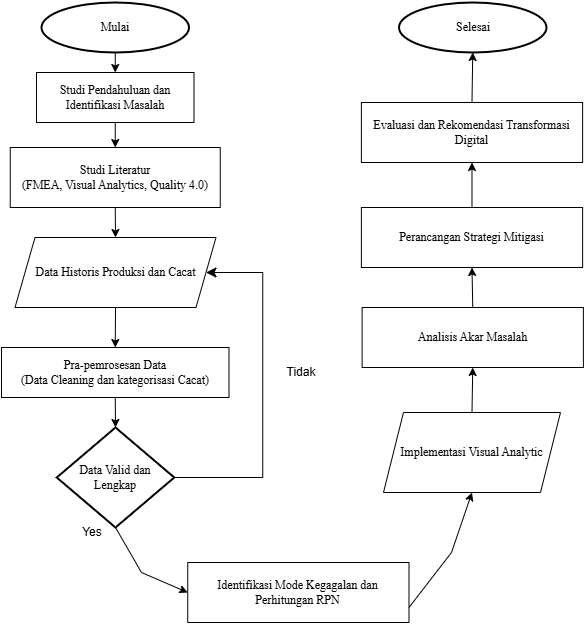 Mulai
Studi Pendahuluan dan
Identifikasi Masalah
Studi Literatur
(FMEA, Visual Analytics, Quality 4.0)
Data Historis Produksi dan Cacat
Pra-pemrosesan Data
(Data Cleaning dan kategorisasi Cacat)
Tidak
Data Valid dan
Lengkap
Yes
Identifikasi Mode Kegagalan dan
Perhitungan RPN
Implementasi Visual Analytic
Analisis Akar Masalah
Perancangan Strategi Mitigasi
Evaluasi dan Rekomendasi Transformasi
Digital
Selesai